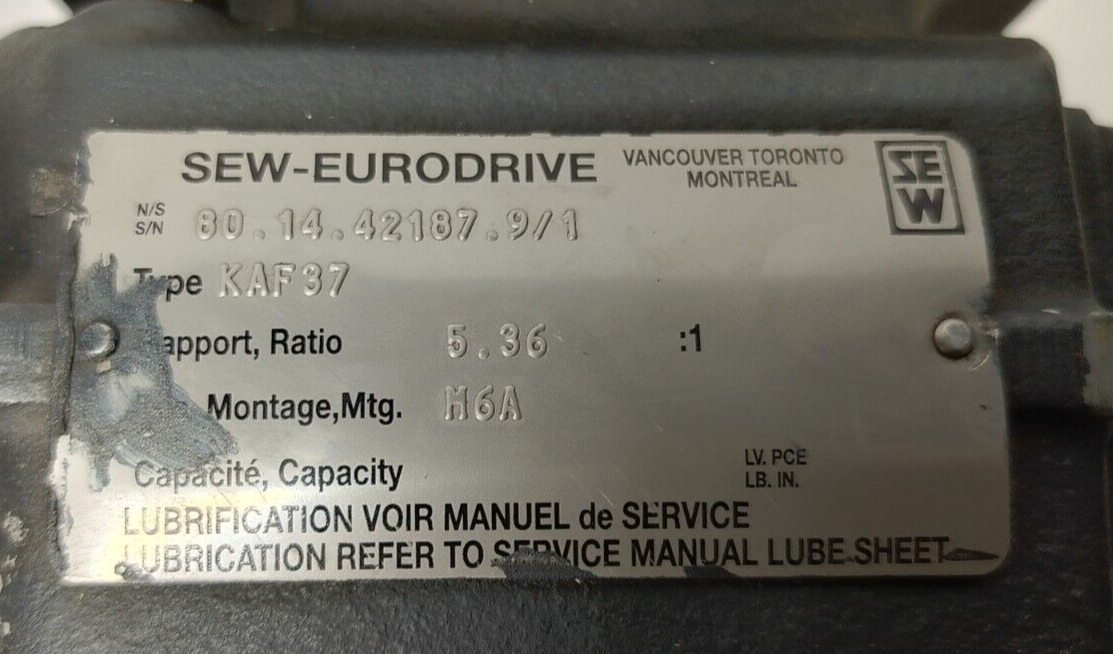 SEW-EURODRIVE VANCOUVER TORONTO MONTREAL
SEW
N/S
S/N 80.14.42187.9/1
Type KAF37
apport, Ratio 5.36 :1
Montage,Mtg. M6A
Capacité, Capacity LV. PCE
LB. IN.
LUBRIFICATION VOIR MANUEL de SERVICE
LUBRICATION REFER TO SERVICE MANUAL LUBE SHEET